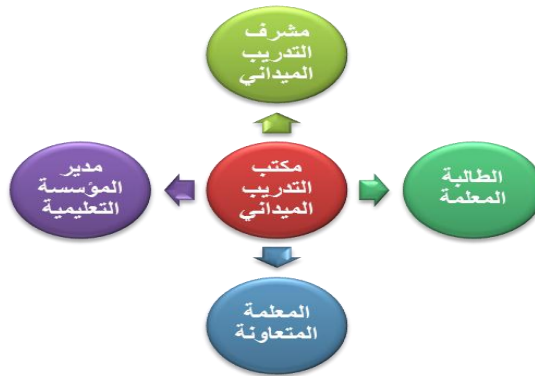 مشرف
التدريب
الميداني
مدير
المؤسسة
التعليمية
مكتب
التدريب
الميداني
الطالبة
المعلمة
المعلمة
المتعاونة